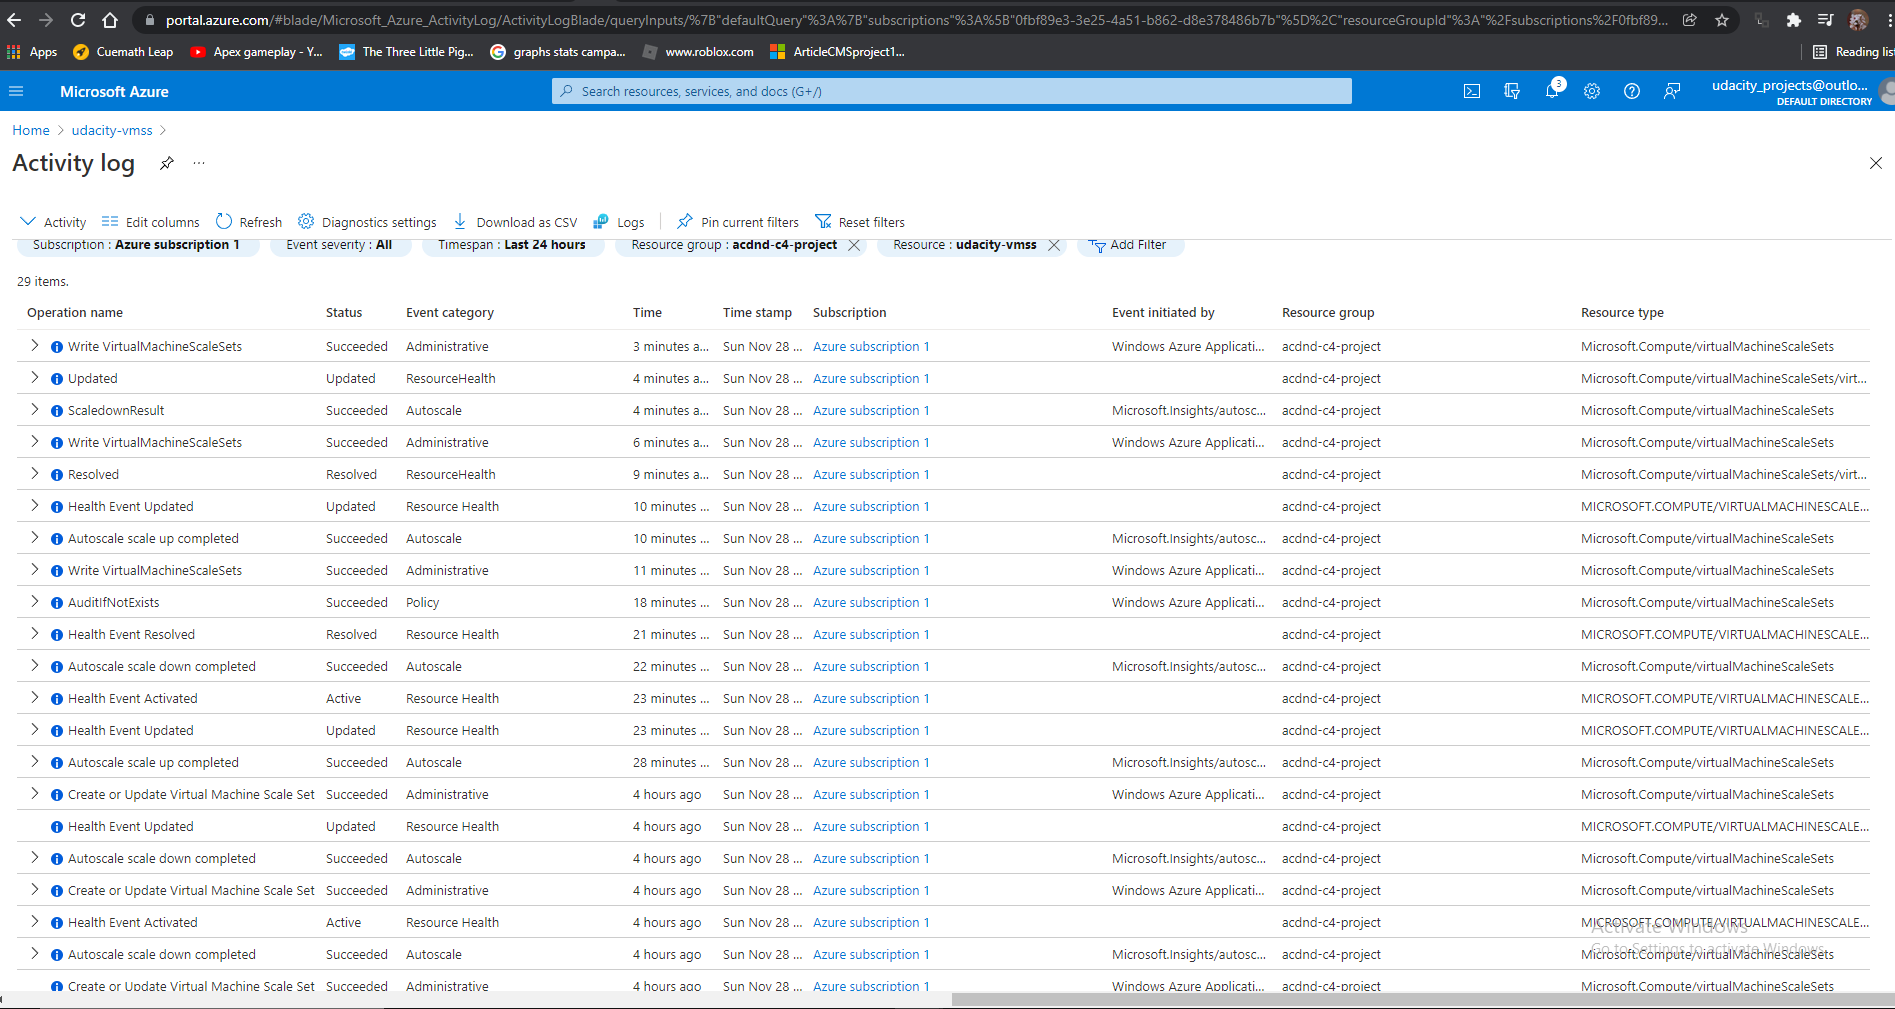 portal.azure.com/#blade/Microsoft_Azure_ActivityLog/ActivityLogBlade/queryInputs/%7B"defaultQuery"%3A%7B"subscriptions"%3A%5B"0fbf89e3-3e25-4a51-b862-d8e378486b7b"%5D%2C"resourceGroupId"%3A"%2Fsubscriptions%2F0fbf89...
Apps Cuemath Leap Apex gameplay - Y... The Three Little Pig... graphs stats campa... www.roblox.com ArticleCMSproject1... Reading list
Microsoft Azure Search resources, services, and docs (G+/) 3 udacity_projects@outlo...
DEFAULT DIRECTORY
Home > udacity-vmss >
Activity log ...
Activity Edit columns Refresh Diagnostics settings Download as CSV Logs Pin current filters Reset filters
Subscription : Azure subscription 1 Event severity : All Timespan : Last 24 hours Resource group : acdnd-c4-project Resource : udacity-vmss Add Filter
29 items.
Operation name Status Event category Time Time stamp Subscription Event initiated by Resource group Resource type
Write VirtualMachineScaleSets Succeeded Administrative 3 minutes a... Sun Nov 28 ... Azure subscription 1 Windows Azure Applicati... acdnd-c4-project Microsoft.Compute/virtualMachineScaleSets
Updated Updated ResourceHealth 4 minutes a... Sun Nov 28 ... Azure subscription 1 acdnd-c4-project Microsoft.Compute/virtualMachineScaleSets/virt...
ScaledownResult Succeeded Autoscale 4 minutes a... Sun Nov 28 ... Azure subscription 1 Microsoft.Insights/autosc... acdnd-c4-project Microsoft.Compute/virtualMachineScaleSets
Write VirtualMachineScaleSets Succeeded Administrative 6 minutes a... Sun Nov 28 ... Azure subscription 1 Windows Azure Applicati... acdnd-c4-project Microsoft.Compute/virtualMachineScaleSets
Resolved Resolved ResourceHealth 9 minutes a... Sun Nov 28 ... Azure subscription 1 acdnd-c4-project Microsoft.Compute/virtualMachineScaleSets/virt...
Health Event Updated Updated Resource Health 10 minutes ... Sun Nov 28 ... Azure subscription 1 acdnd-c4-project MICROSOFT.COMPUTE/VIRTUALMACHINESCALE...
Autoscale scale up completed Succeeded Autoscale 10 minutes ... Sun Nov 28 ... Azure subscription 1 Microsoft.Insights/autosc... acdnd-c4-project Microsoft.Compute/virtualMachineScaleSets
Write VirtualMachineScaleSets Succeeded Administrative 11 minutes ... Sun Nov 28 ... Azure subscription 1 Windows Azure Applicati... acdnd-c4-project Microsoft.Compute/virtualMachineScaleSets
AuditIfNotExists Succeeded Policy 18 minutes ... Sun Nov 28 ... Azure subscription 1 Windows Azure Applicati... acdnd-c4-project Microsoft.Compute/virtualMachineScaleSets
Health Event Resolved Resolved Resource Health 21 minutes ... Sun Nov 28 ... Azure subscription 1 acdnd-c4-project MICROSOFT.COMPUTE/VIRTUALMACHINESCALE...
Autoscale scale down completed Succeeded Autoscale 22 minutes ... Sun Nov 28 ... Azure subscription 1 Microsoft.Insights/autosc... acdnd-c4-project Microsoft.Compute/virtualMachineScaleSets
Health Event Activated Active Resource Health 23 minutes ... Sun Nov 28 ... Azure subscription 1 acdnd-c4-project MICROSOFT.COMPUTE/VIRTUALMACHINESCALE...
Health Event Updated Updated Resource Health 23 minutes ... Sun Nov 28 ... Azure subscription 1 acdnd-c4-project MICROSOFT.COMPUTE/VIRTUALMACHINESCALE...
Autoscale scale up completed Succeeded Autoscale 28 minutes ... Sun Nov 28 ... Azure subscription 1 Microsoft.Insights/autosc... acdnd-c4-project Microsoft.Compute/virtualMachineScaleSets
Create or Update Virtual Machine Scale Set Succeeded Administrative 4 hours ago Sun Nov 28 ... Azure subscription 1 Windows Azure Applicati... acdnd-c4-project Microsoft.Compute/virtualMachineScaleSets
Health Event Updated Updated Resource Health 4 hours ago Sun Nov 28 ... Azure subscription 1 acdnd-c4-project MICROSOFT.COMPUTE/VIRTUALMACHINESCALE...
Autoscale scale down completed Succeeded Autoscale 4 hours ago Sun Nov 28 ... Azure subscription 1 Microsoft.Insights/autosc... acdnd-c4-project Microsoft.Compute/virtualMachineScaleSets
Create or Update Virtual Machine Scale Set Succeeded Administrative 4 hours ago Sun Nov 28 ... Azure subscription 1 Windows Azure Applicati... acdnd-c4-project Microsoft.Compute/virtualMachineScaleSets
Health Event Activated Active Resource Health 4 hours ago Sun Nov 28 ... Azure subscription 1 acdnd-c4-project MICROSOFT.COMPUTE/VIRTUALMACHINESCALE...
Activate Windows
Go to Settings to activate Windows.
Autoscale scale down completed Succeeded Autoscale 4 hours ago Sun Nov 28 ... Azure subscription 1 Microsoft.Insights/autosc... acdnd-c4-project Microsoft.Compute/virtualMachineScaleSets
Create or Update Virtual Machine Scale Set Succeeded Administrative 4 hours ago Sun Nov 28 ... Azure subscription 1 Windows Azure Applicati... acdnd-c4-project Microsoft.Compute/virtualMachineScaleSets